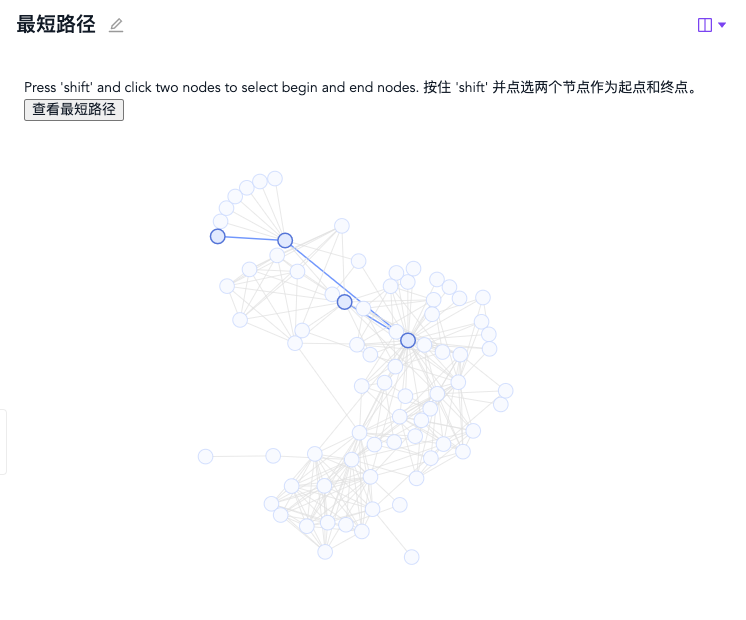 最短路径
Press 'shift' and click two nodes to select begin and end nodes. 按住 'shift' 并点选两个节点作为起点和终点。
查看最短路径